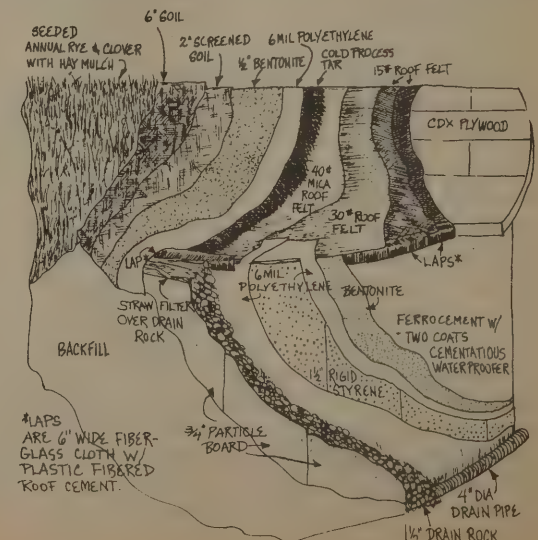 SEEDED
ANNUAL RYE & CLOVER
WITH HAY MULCH
6" SOIL
2" SCREENED
SOIL
½" BENTONITE
6 MIL POLYETHYLENE
COLD PROCESS
TAR
15# ROOF FELT
CDX PLYWOOD
40#
MICA
ROOF
FELT
30# ROOF
FELT
LAP*
LAPS*
6 MIL
POLYETHYLENE
BENTONITE
STRAW FILTER
OVER DRAIN
ROCK
FERROCEMENT W/
TWO COATS
CEMENTATIOUS
WATERPROOFER
BACKFILL
1½ RIGID
STYRENE
*LAPS
ARE 6" WIDE FIBER-
GLASS CLOTH W/
PLASTIC FIBERED
ROOF CEMENT.
¾" PARTICLE
BOARD
4" DIA
DRAIN PIPE
1½" DRAIN ROCK